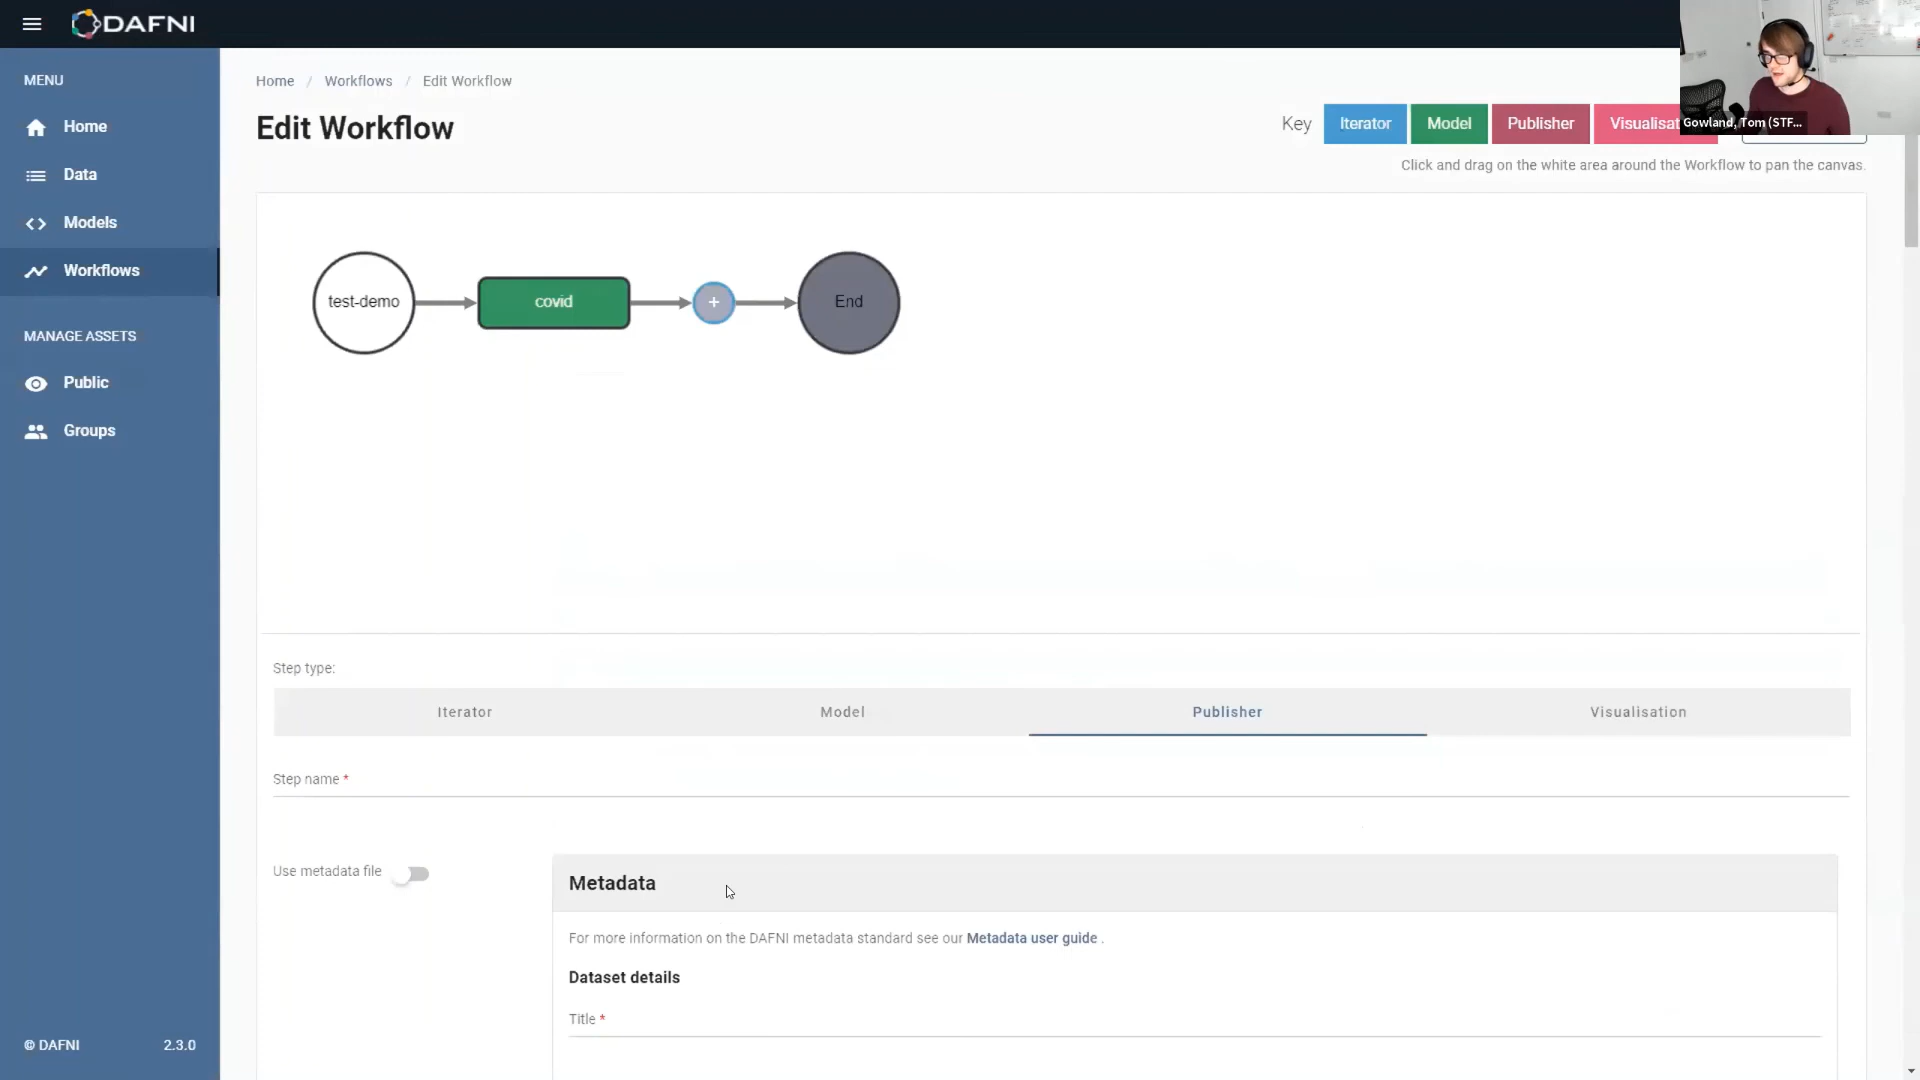 DAFNI
MENU
Home
Data
Models
Workflows
MANAGE ASSETS
Public
Groups
© DAFNI 2.3.0
Home / Workflows / Edit Workflow
Edit Workflow
Key Iterator Model Publisher Visualisat
Gowland, Tom (STF...
Click and drag on the white area around the Workflow to pan the canvas.
test-demo covid + End
Step type:
Iterator Model Publisher Visualisation
Step name *
Use metadata file
Metadata
For more information on the DAFNI metadata standard see our Metadata user guide .
Dataset details
Title *